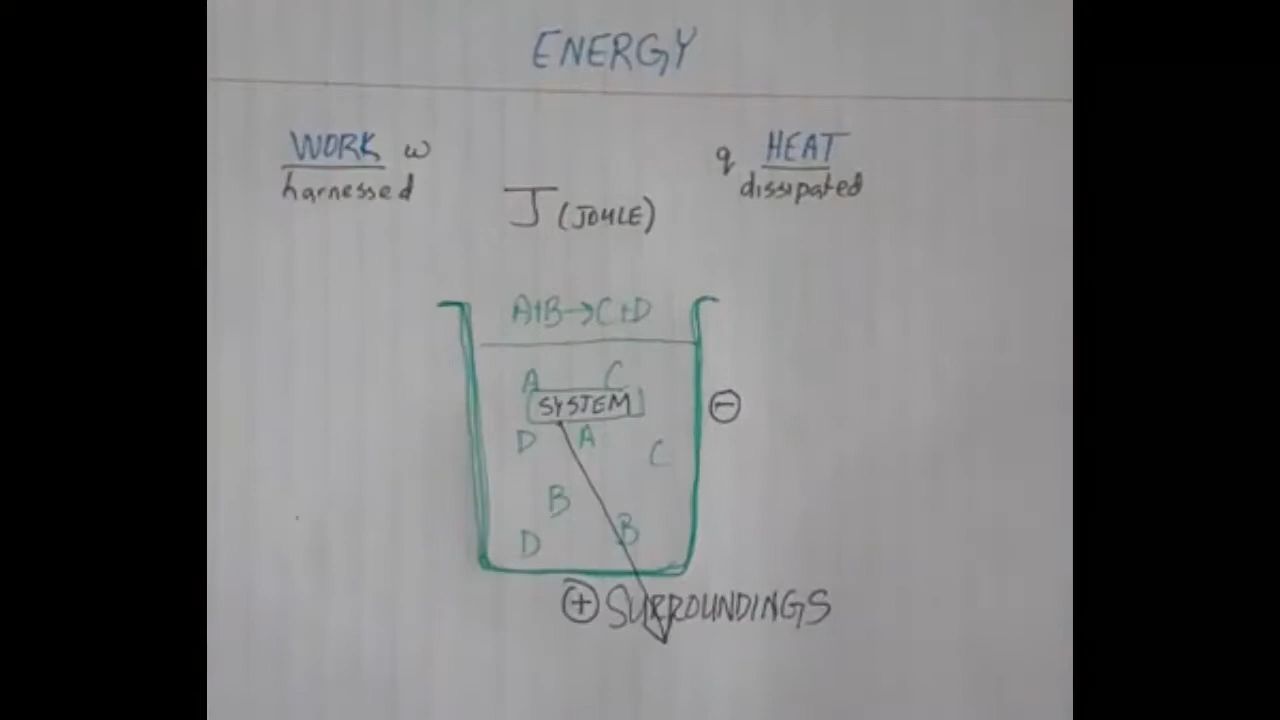 ENERGY
WORK w
harnessed
q HEAT
dissipated
J (JOULE)
A+B→C+D
A C
SYSTEM
⊖
D A
C
B
B
D
⊕ SURROUNDINGS